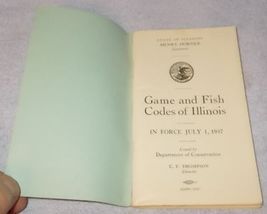 STATE OF ILLINOIS
HENRY HORNER
Governor
Game and Fish
Codes of Illinois
IN FORCE JULY 1, 1937
Issued by
Department of Conservation
C. F. THOMPSON
Director